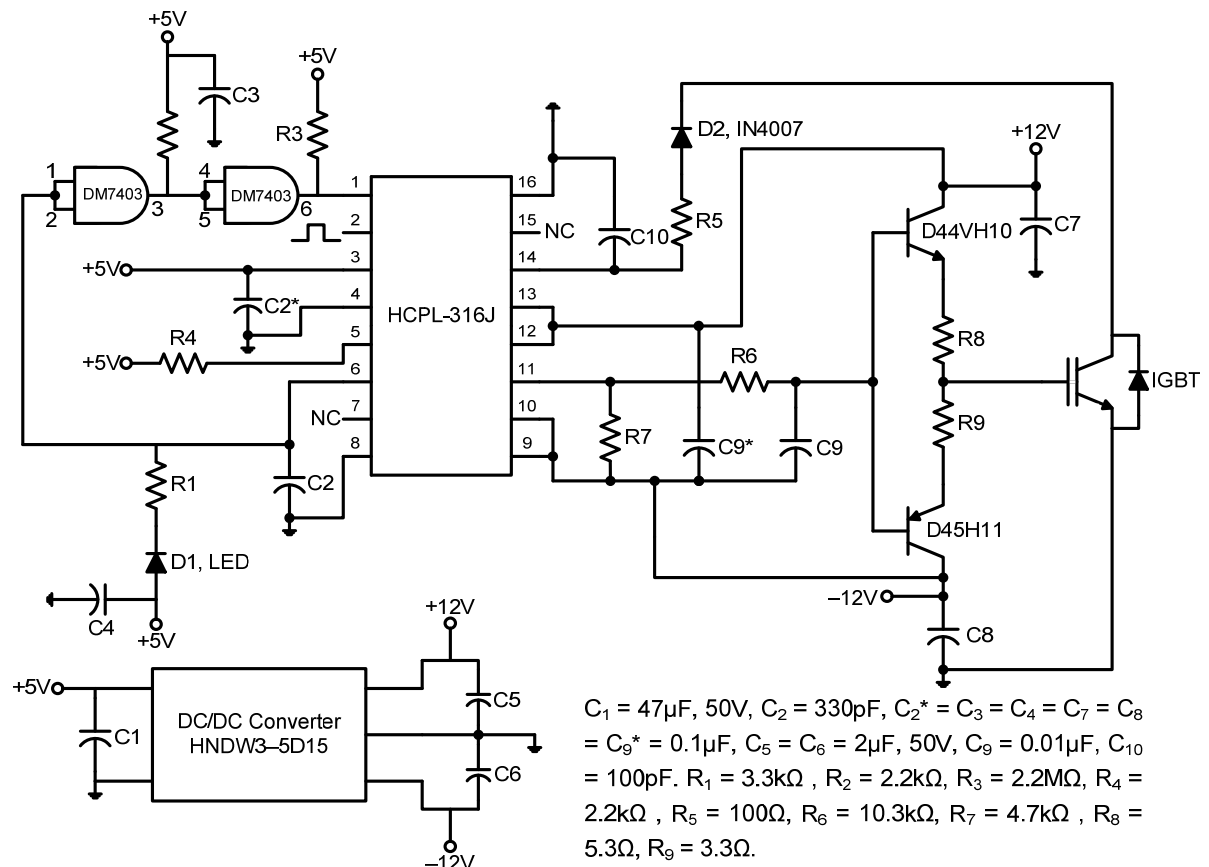 +5V
+5V
C3
R3
D2, IN4007
+12V
1
2
DM7403
3
4
5
DM7403
6
1
2
3
4
5
6
7
8
HCPL-316J
16
15
14
13
12
11
10
9
NC
C10
R5
D44VH10
C7
+5V
C2*
+5V
R4
R6
R8
IGBT
NC
R7
C9*
C9
R9
R1
C2
D45H11
D1, LED
C4
+5V
–12V
C8
+12V
+5V
C1
DC/DC Converter
HNDW3–5D15
C5
C6
–12V
C1 = 47µF, 50V, C2 = 330pF, C2* = C3 = C4 = C7 = C8
= C9* = 0.1µF, C5 = C6 = 2µF, 50V, C9 = 0.01µF, C10
= 100pF. R1 = 3.3kΩ , R2 = 2.2kΩ, R3 = 2.2MΩ, R4 =
2.2kΩ , R5 = 100Ω, R6 = 10.3kΩ, R7 = 4.7kΩ , R8 =
5.3Ω, R9 = 3.3Ω.